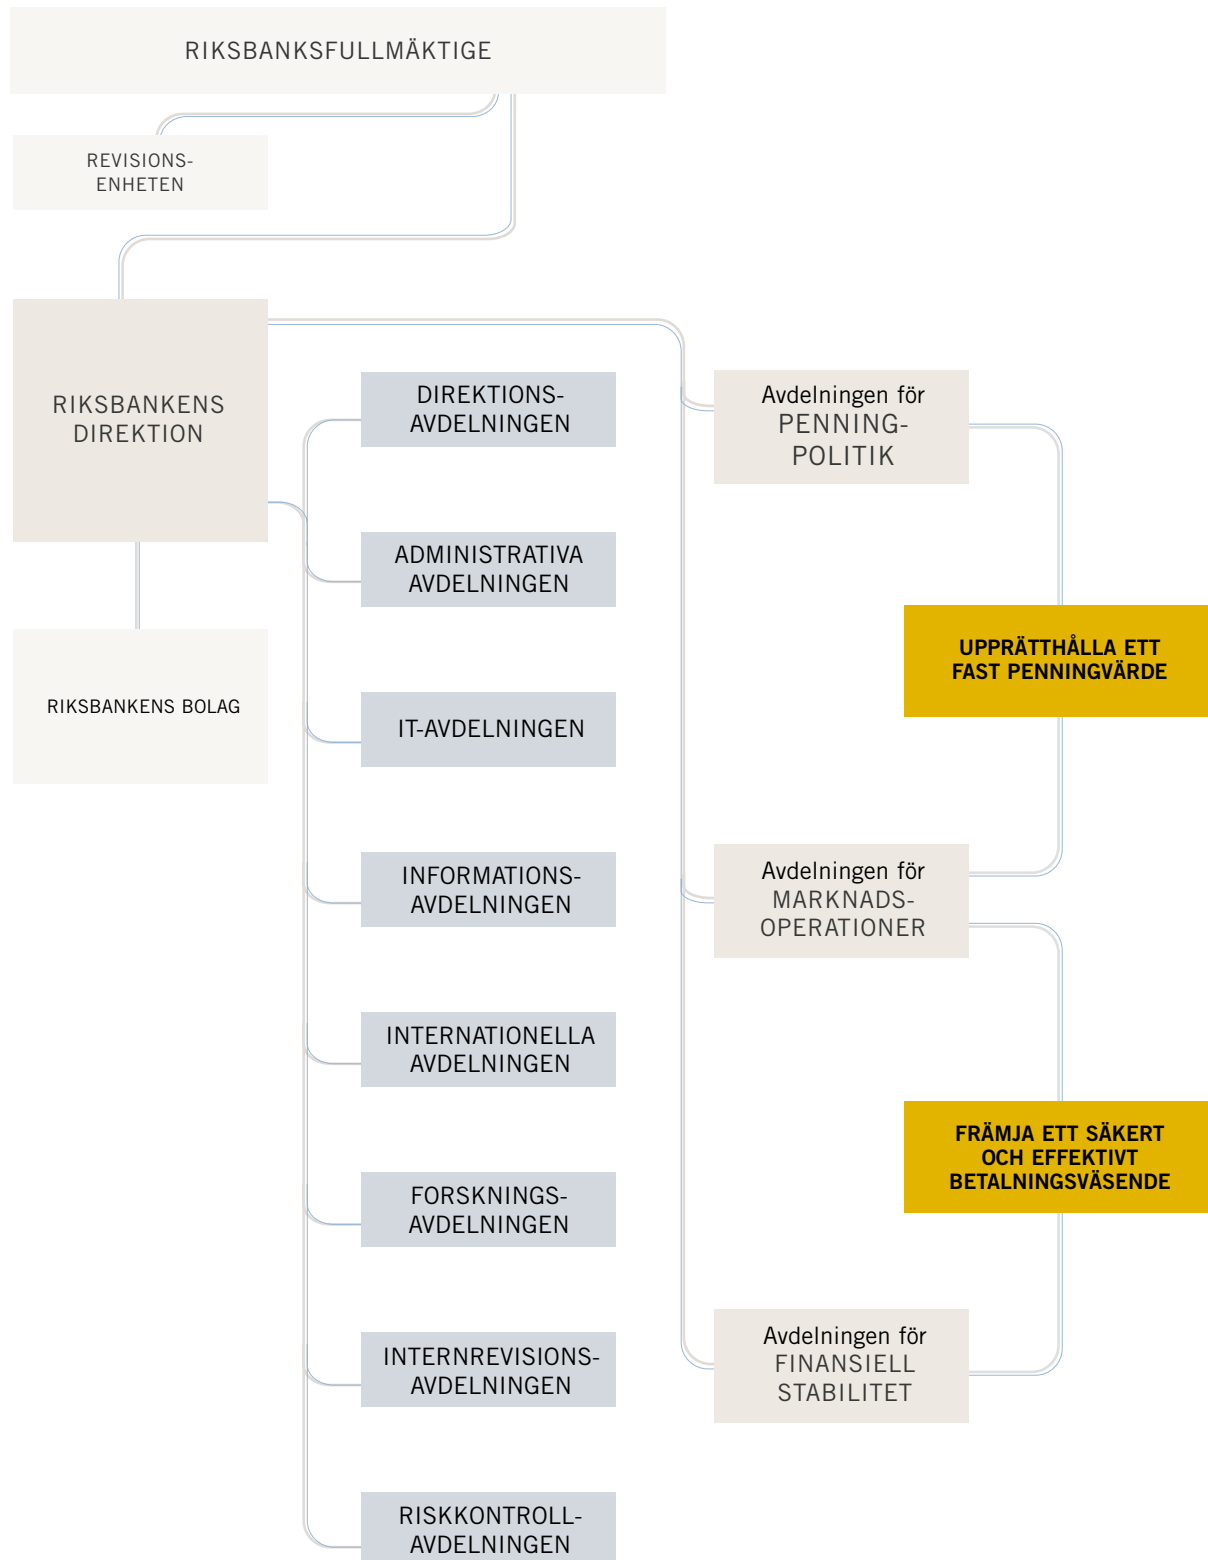 RIKSBANKSFULLMÄKTIGE
REVISIONS-
ENHETEN
RIKSBANKENS
DIREKTION
RIKSBANKENS BOLAG
DIREKTIONS-
AVDELNINGEN
ADMINISTRATIVA
AVDELNINGEN
IT-AVDELNINGEN
INFORMATIONS-
AVDELNINGEN
INTERNATIONELLA
AVDELNINGEN
FORSKNINGS-
AVDELNINGEN
INTERNREVISIONS-
AVDELNINGEN
RISKKONTROLL-
AVDELNINGEN
Avdelningen för
PENNING-
POLITIK
UPPRÄTTHÅLLA ETT
FAST PENNINGVÄRDE
Avdelningen för
MARKNADS-
OPERATIONER
FRÄMJA ETT SÄKERT
OCH EFFEKTIVT
BETALNINGSVÄSENDE
Avdelningen för
FINANSIELL
STABILITET